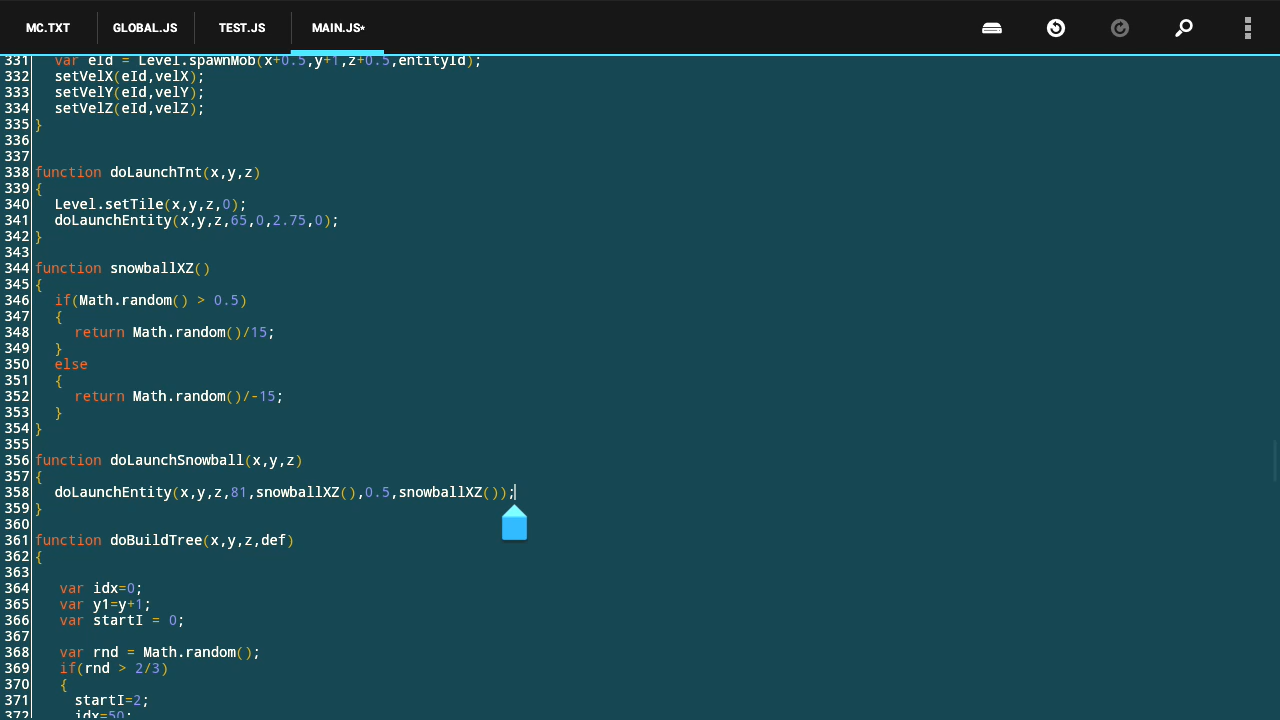 MC.TXT GLOBAL.JS TEST.JS MAIN.JS*
331 var eId = Level.spawnMob(x+0.5,y+1,z+0.5,entityId);
332 setVelX(eId,velX);
333 setVelY(eId,velY);
334 setVelZ(eId,velZ);
335 }
336
337
338 function doLaunchTnt(x,y,z)
339 {
340 Level.setTile(x,y,z,0);
341 doLaunchEntity(x,y,z,65,0,2.75,0);
342 }
343
344 function snowballXZ()
345 {
346 if(Math.random() > 0.5)
347 {
348 return Math.random()/15;
349 }
350 else
351 {
352 return Math.random()/-15;
353 }
354 }
355
356 function doLaunchSnowball(x,y,z)
357 {
358 doLaunchEntity(x,y,z,81,snowballXZ(),0.5,snowballXZ());
359 }
360
361 function doBuildTree(x,y,z,def)
362 {
363
364 var idx=0;
365 var y1=y+1;
366 var startI = 0;
367
368 var rnd = Math.random();
369 if(rnd > 2/3)
370 {
371 startI=2;
372 idx=50;